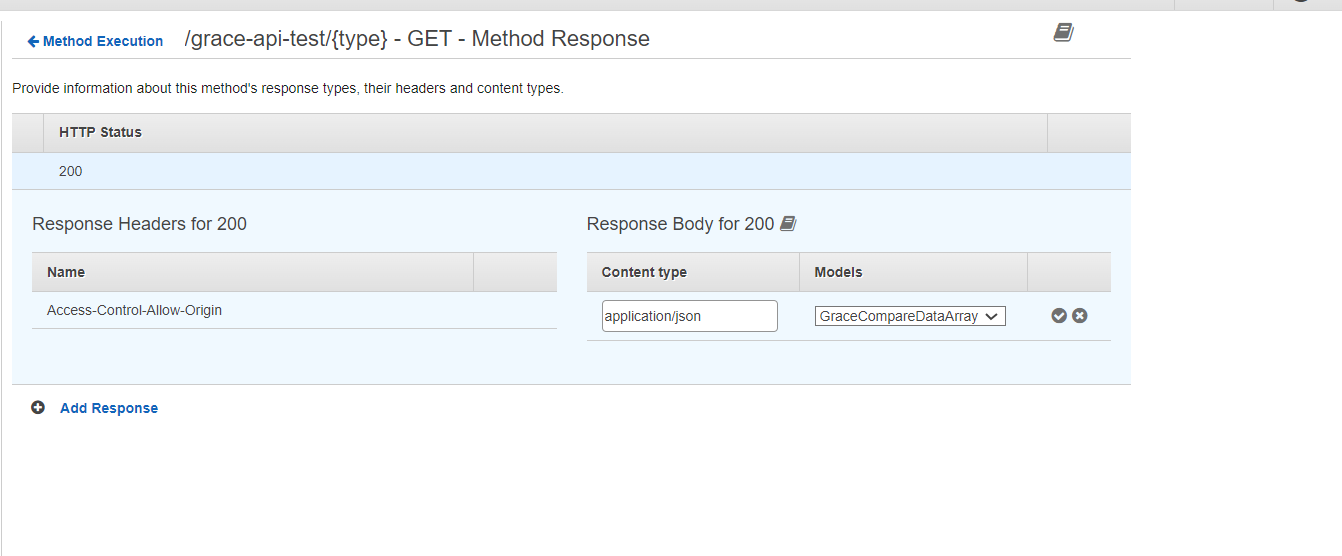 Method Execution /grace-api-test/{type} - GET - Method Response
Provide information about this method's response types, their headers and content types.
HTTP Status
200
Response Headers for 200
Name
Access-Control-Allow-Origin
Response Body for 200
Content type Models
application/json GraceCompareDataArray
Add Response